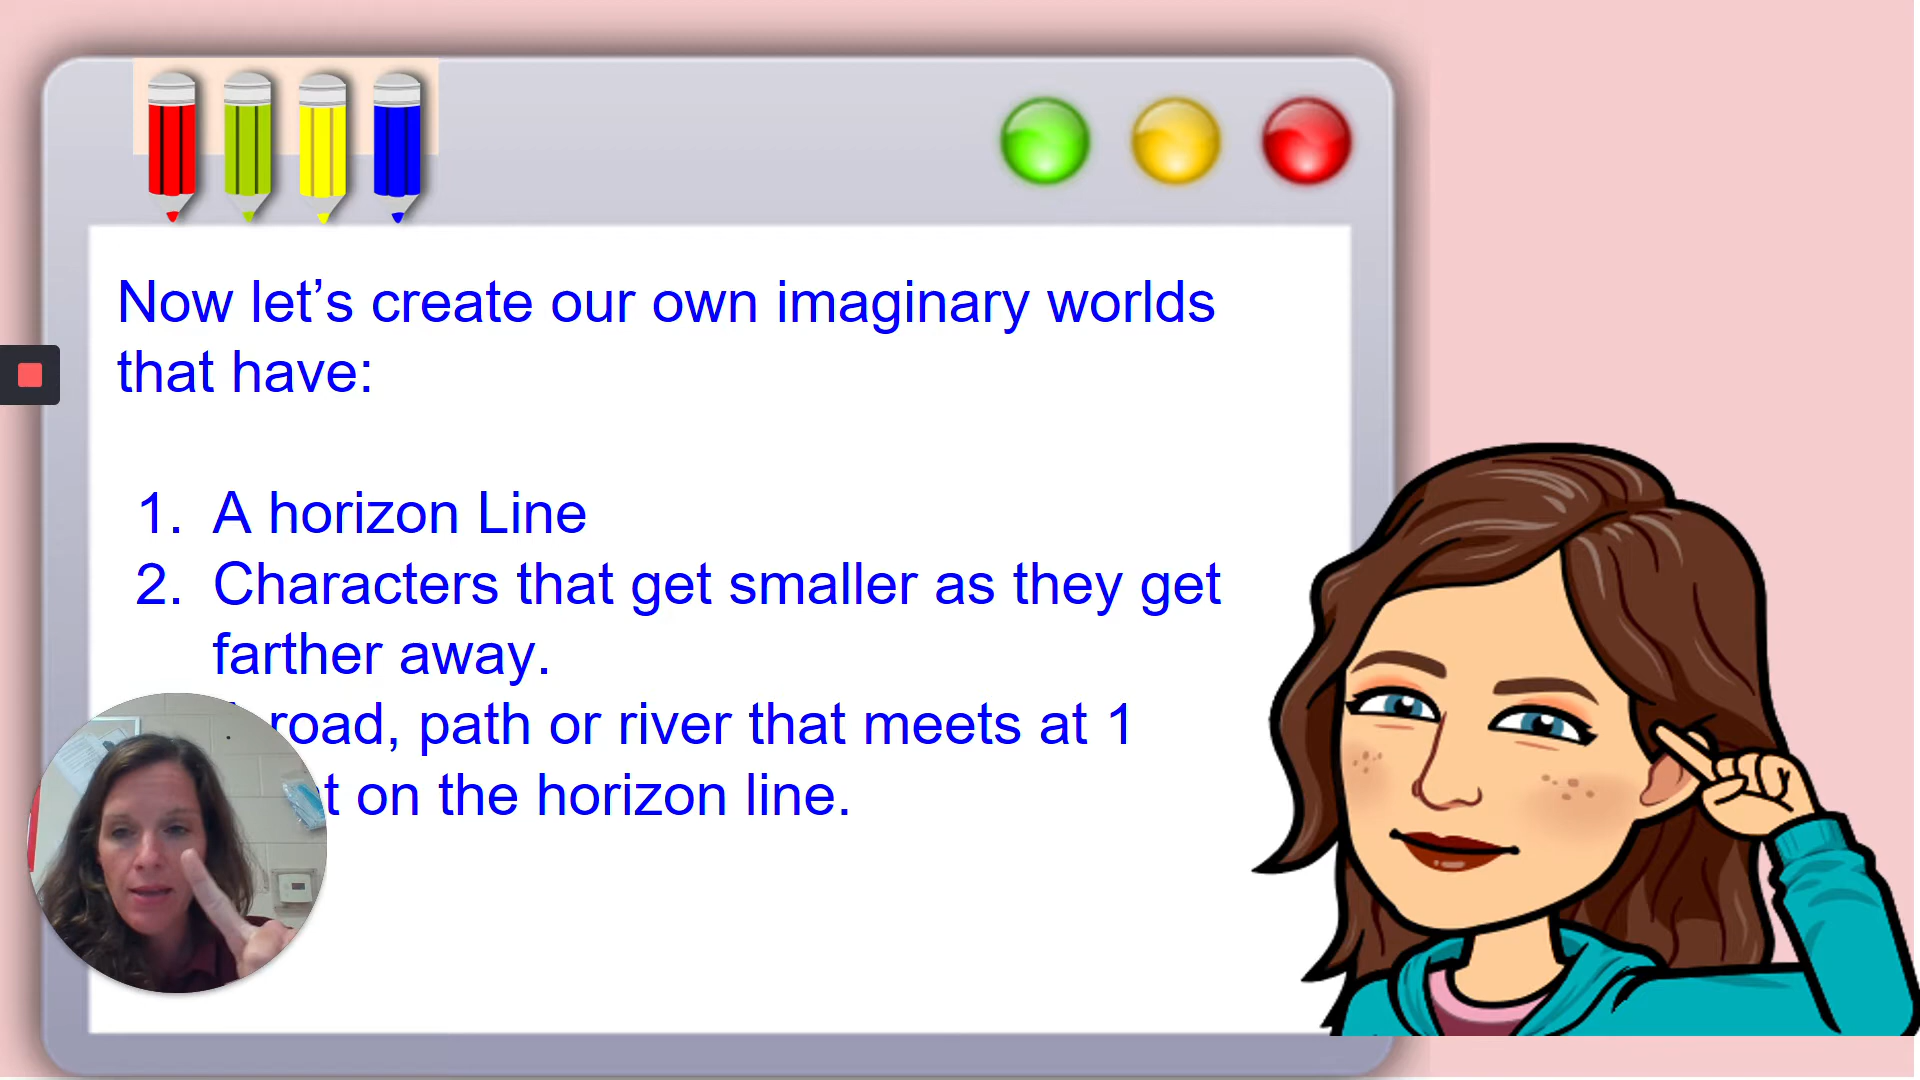 Now let’s create our own imaginary worlds
that have:
1. A horizon Line
2. Characters that get smaller as they get
farther away.
road, path or river that meets at 1
t on the horizon line.